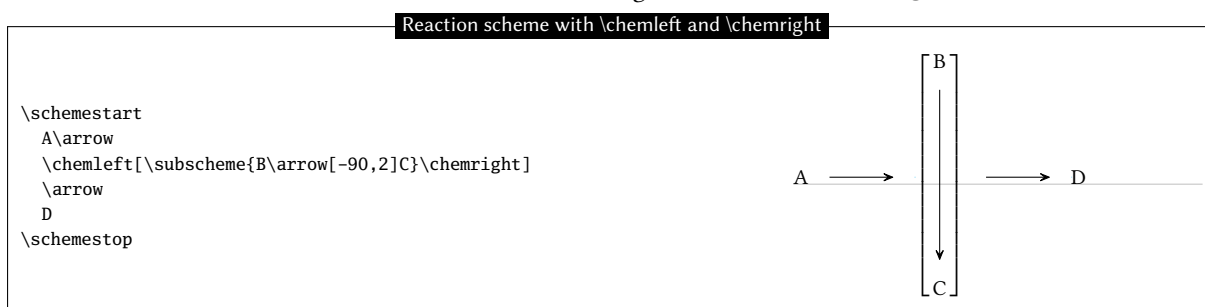 Reaction scheme with \chemleft and \chemright
\schemestart
A\arrow
\chemleft[\subscheme{B\arrow[-90,2]C}\chemright]
\arrow
D
\schemestop
B
A
D
C